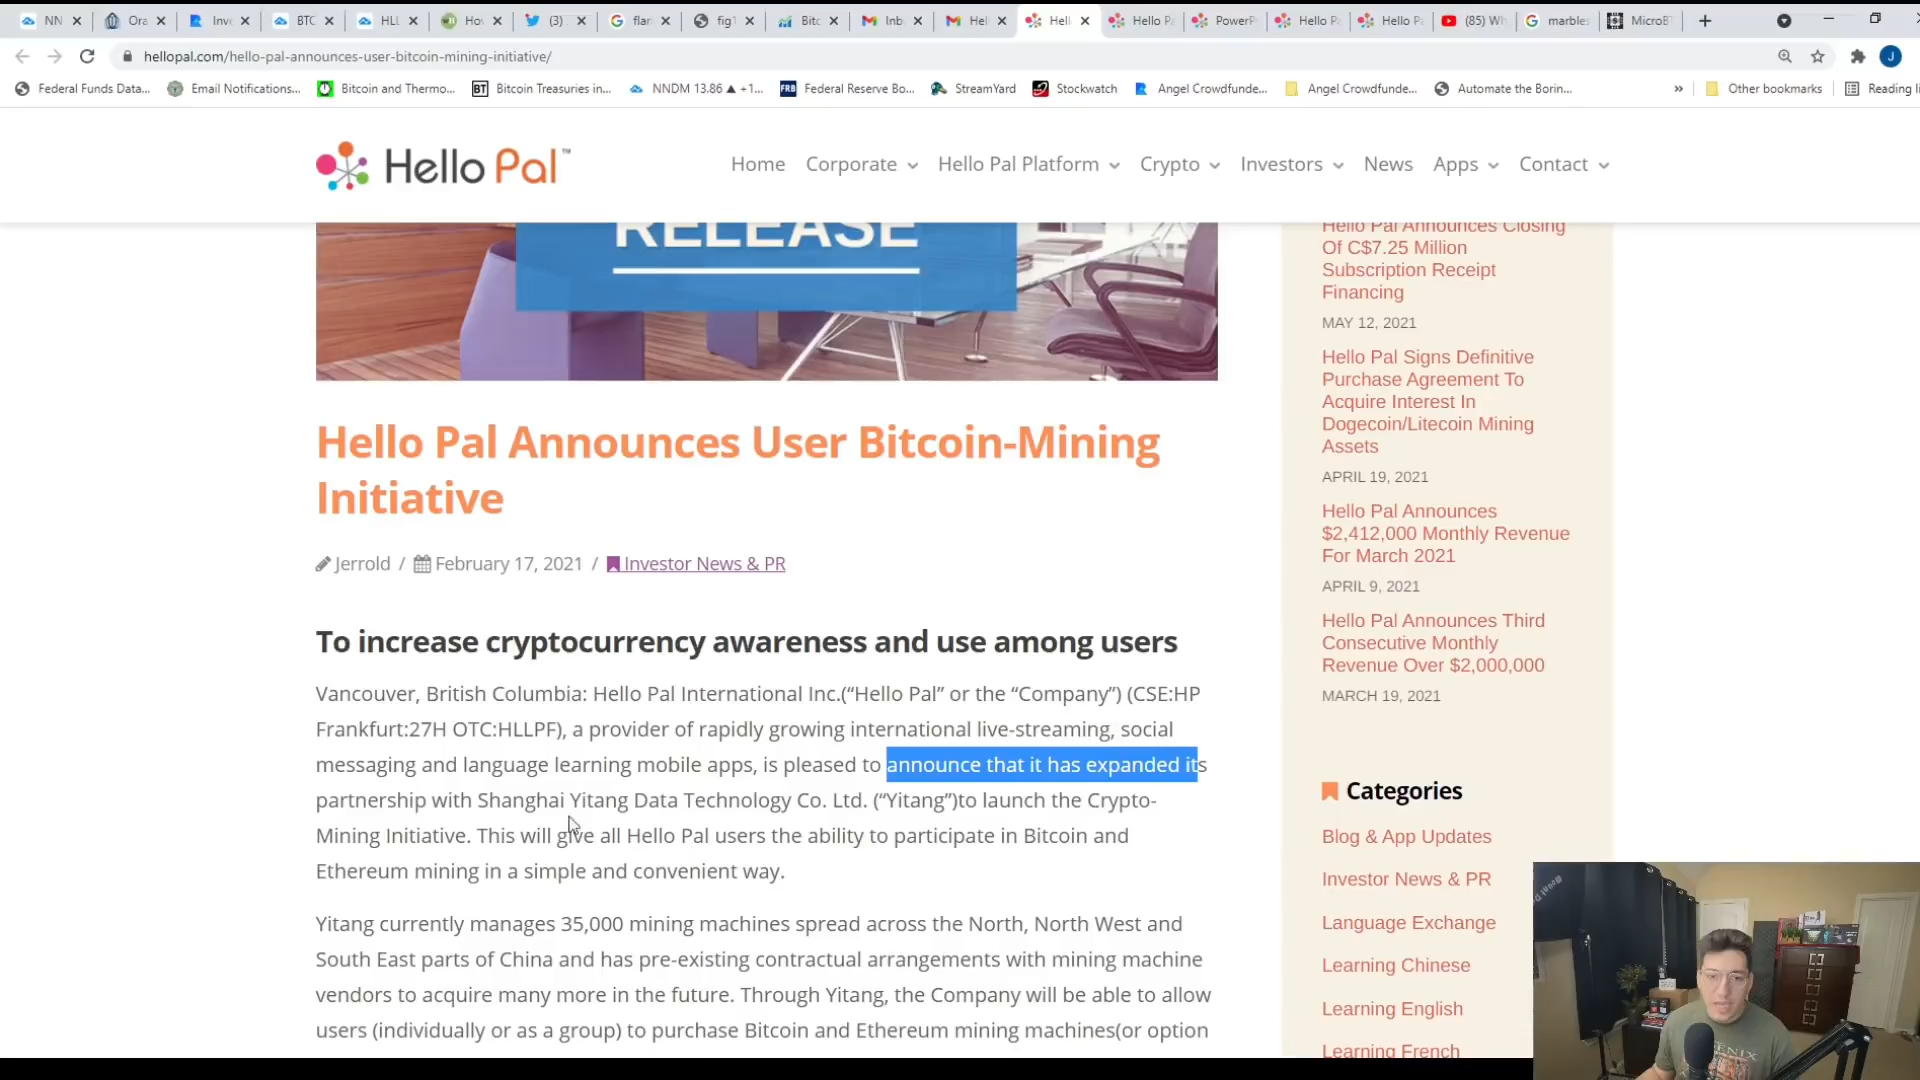 NN
Ora
Inve
BTC
HLL
Hov
(3)
flar
fig1
Bitc
Inb
Hel
Hell
Hello P
PowerP
Hello P
Hello Pa
(85) Wh
marbles
MicroBT
hellopal.com/hello-pal-announces-user-bitcoin-mining-initiative/
J
Federal Funds Data...
Email Notifications...
Bitcoin and Thermo...
BT Bitcoin Treasuries in...
NNDM 13.86 ▲ +1...
FRB Federal Reserve Bo...
StreamYard
Stockwatch
Angel Crowdfunde...
Angel Crowdfunde...
Automate the Borin...
»
Other bookmarks
Reading li
Hello Pal™
Home
Corporate
Hello Pal Platform
Crypto
Investors
News
Apps
Contact
RELEASE
Hello Pal Announces User Bitcoin-Mining
Initiative
Jerrold / February 17, 2021 / Investor News & PR
To increase cryptocurrency awareness and use among users
Vancouver, British Columbia: Hello Pal International Inc.(“Hello Pal” or the “Company”) (CSE:HP
Frankfurt:27H OTC:HLLPF), a provider of rapidly growing international live-streaming, social
messaging and language learning mobile apps, is pleased to announce that it has expanded its
partnership with Shanghai Yitang Data Technology Co. Ltd. (“Yitang”)to launch the Crypto-
Mining Initiative. This will give all Hello Pal users the ability to participate in Bitcoin and
Ethereum mining in a simple and convenient way.
Yitang currently manages 35,000 mining machines spread across the North, North West and
South East parts of China and has pre-existing contractual arrangements with mining machine
vendors to acquire many more in the future. Through Yitang, the Company will be able to allow
users (individually or as a group) to purchase Bitcoin and Ethereum mining machines(or option
Hello Pal Announces Closing
Of C$7.25 Million
Subscription Receipt
Financing
MAY 12, 2021
Hello Pal Signs Definitive
Purchase Agreement To
Acquire Interest In
Dogecoin/Litecoin Mining
Assets
APRIL 19, 2021
Hello Pal Announces
$2,412,000 Monthly Revenue
For March 2021
APRIL 9, 2021
Hello Pal Announces Third
Consecutive Monthly
Revenue Over $2,000,000
MARCH 19, 2021
Categories
Blog & App Updates
Investor News & PR
Language Exchange
Learning Chinese
Learning English
Learning French